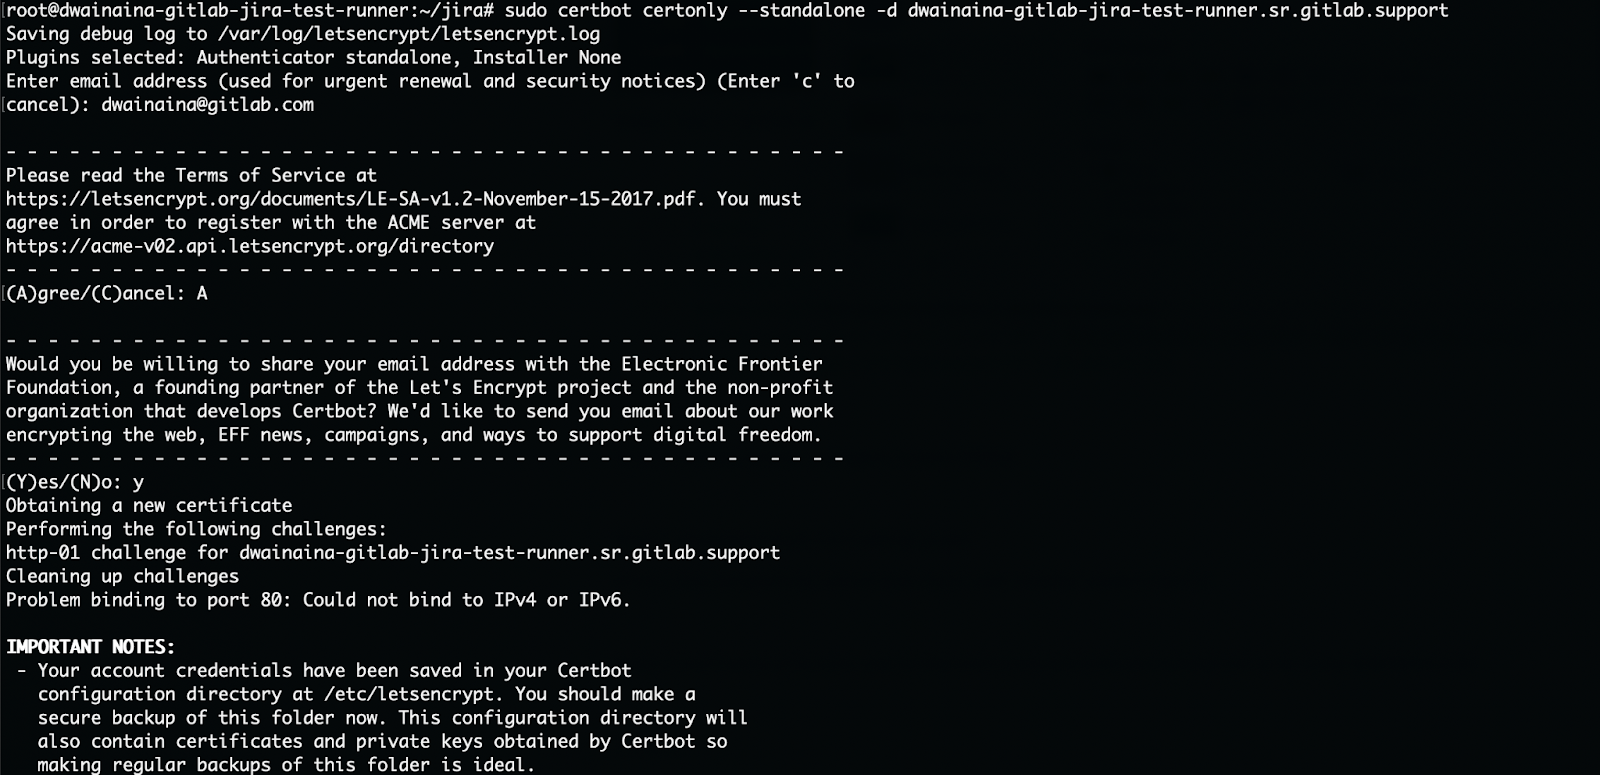 [root@dwainaina-gitlab-jira-test-runner:~/jira# sudo certbot certonly --standalone -d dwainaina-gitlab-jira-test-runner.sr.gitlab.support
Saving debug log to /var/log/letsencrypt/letsencrypt.log
Plugins selected: Authenticator standalone, Installer None
Enter email address (used for urgent renewal and security notices) (Enter 'c' to
[cancel): dwainaina@gitlab.com
- - - - - - - - - - - - - - - - - - - - - - - - - - - - - - - - - - - - - - - -
Please read the Terms of Service at
https://letsencrypt.org/documents/LE-SA-v1.2-November-15-2017.pdf. You must
agree in order to register with the ACME server at
https://acme-v02.api.letsencrypt.org/directory
- - - - - - - - - - - - - - - - - - - - - - - - - - - - - - - - - - - - - - - -
[(A)gree/(C)ancel: A
- - - - - - - - - - - - - - - - - - - - - - - - - - - - - - - - - - - - - - - -
Would you be willing to share your email address with the Electronic Frontier
Foundation, a founding partner of the Let's Encrypt project and the non-profit
organization that develops Certbot? We'd like to send you email about our work
encrypting the web, EFF news, campaigns, and ways to support digital freedom.
- - - - - - - - - - - - - - - - - - - - - - - - - - - - - - - - - - - - - - - -
[(Y)es/(N)o: y
Obtaining a new certificate
Performing the following challenges:
http-01 challenge for dwainaina-gitlab-jira-test-runner.sr.gitlab.support
Cleaning up challenges
Problem binding to port 80: Could not bind to IPv4 or IPv6.
IMPORTANT NOTES:
- Your account credentials have been saved in your Certbot
configuration directory at /etc/letsencrypt. You should make a
secure backup of this folder now. This configuration directory will
also contain certificates and private keys obtained by Certbot so
making regular backups of this folder is ideal.